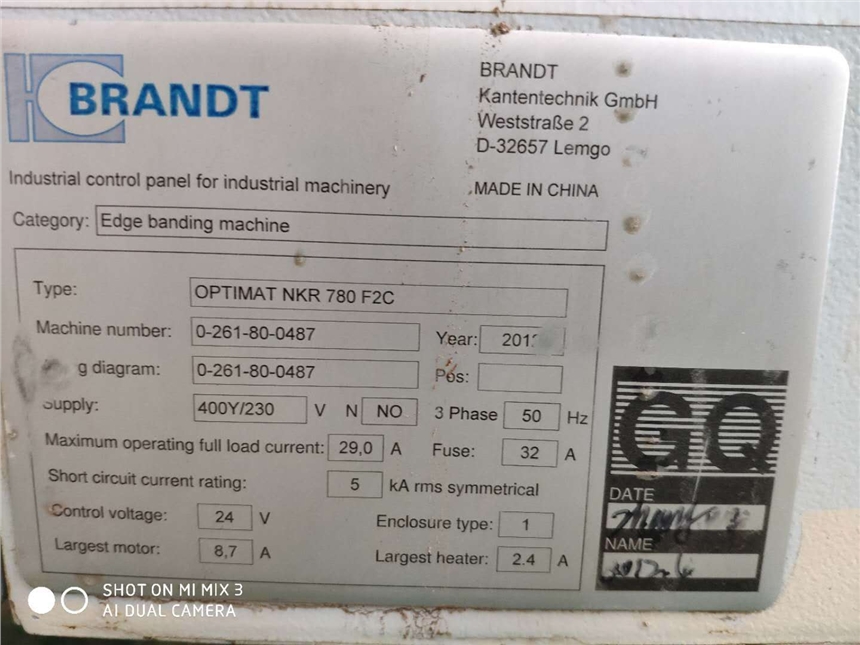 BRANDT
BRANDT
Kantentechnik GmbH
Weststraße 2
D-32657 Lemgo
Industrial control panel for industrial machinery
MADE IN CHINA
Category: Edge banding machine
Type: OPTIMAT NKR 780 F2C
Machine number: 0-261-80-0487 Year:
g diagram: 0-261-80-0487 Pos:
Supply: 400Y/230 V N NO 3 Phase 50 Hz
Maximum operating full load current: 29,0 A Fuse: 32 A
Short circuit current rating: 5 kA rms symmetrical
Control voltage: 24 V Enclosure type: 1
Largest motor: 8,7 A Largest heater: 2.4 A
GQ
DATE
NAME
SHOT ON MI MIX 3
AI DUAL CAMERA